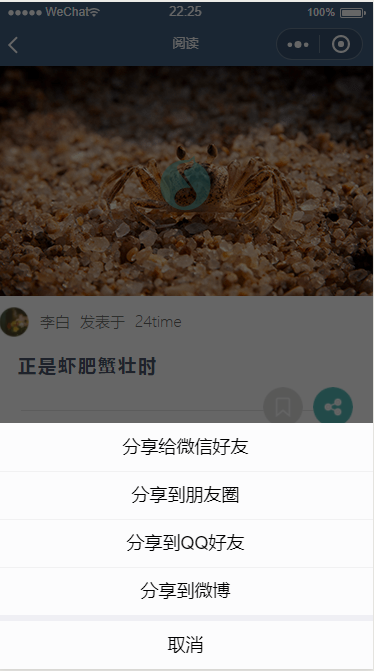 WeChat 22:25 100%
阅读
李白 发表于 24time
正是虾肥蟹壮时
分享给微信好友
分享到朋友圈
分享到QQ好友
分享到微博
取消